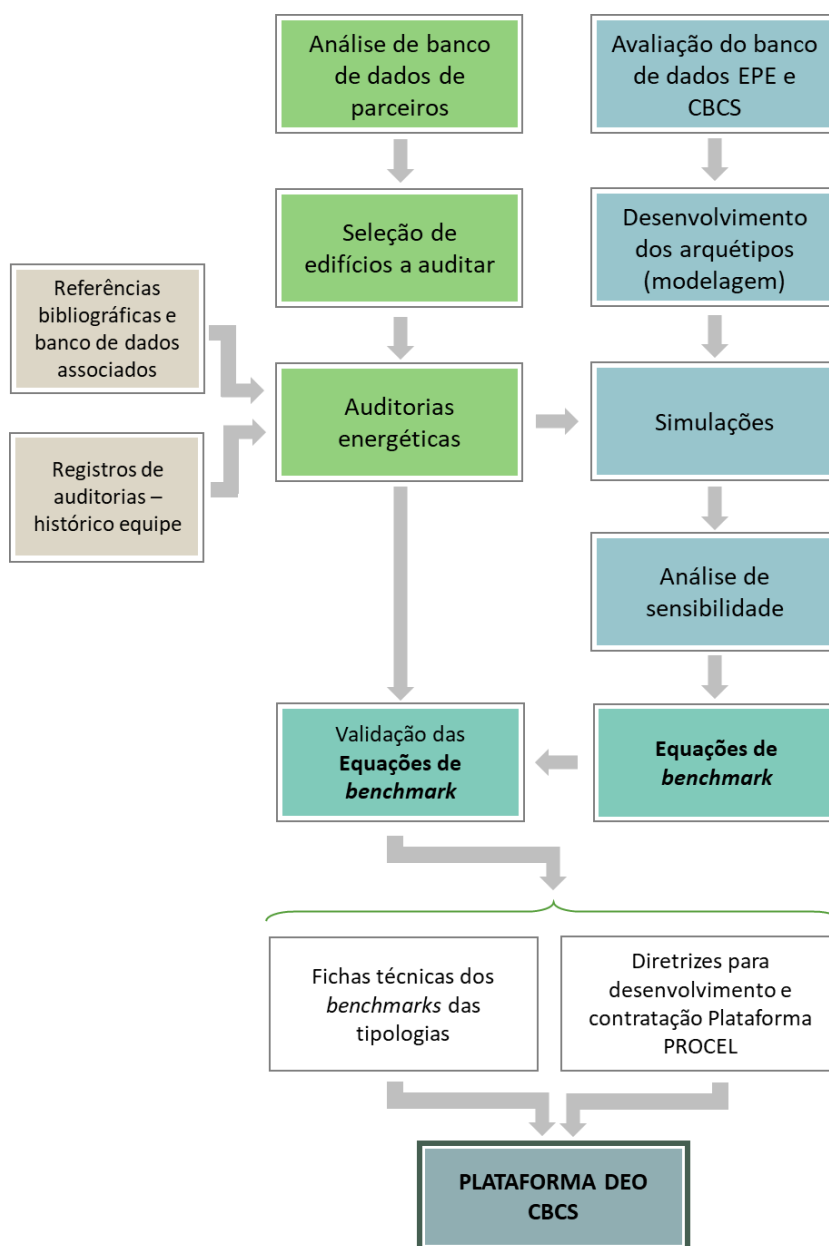 Análise de banco
de dados de
parceiros
Avaliação do banco
de dados EPE e
CBCS
Seleção de
edifícios a auditar
Desenvolvimento
dos arquétipos
(modelagem)
Referências
bibliográficas e
banco de dados
associados
Auditorias
energéticas
Simulações
Registros de
auditorias –
histórico equipe
Análise de
sensibilidade
Validação das
Equações de
benchmark
Equações de
benchmark
Fichas técnicas dos
benchmarks das
tipologias
Diretrizes para
desenvolvimento e
contratação Plataforma
PROCEL
PLATAFORMA DEO
CBCS